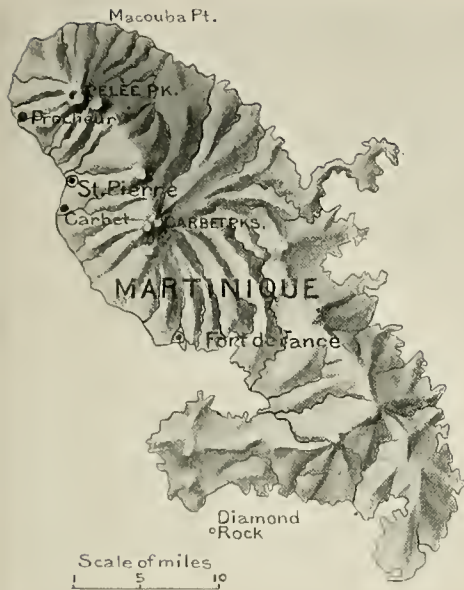 Macouba Pt.
PELÉE PK.
Precheur
St. Pierre
Carbet
CARBET PKS.
MARTINIQUE
Fort de France
Diamond
Rock
Scale of miles
1 5 10